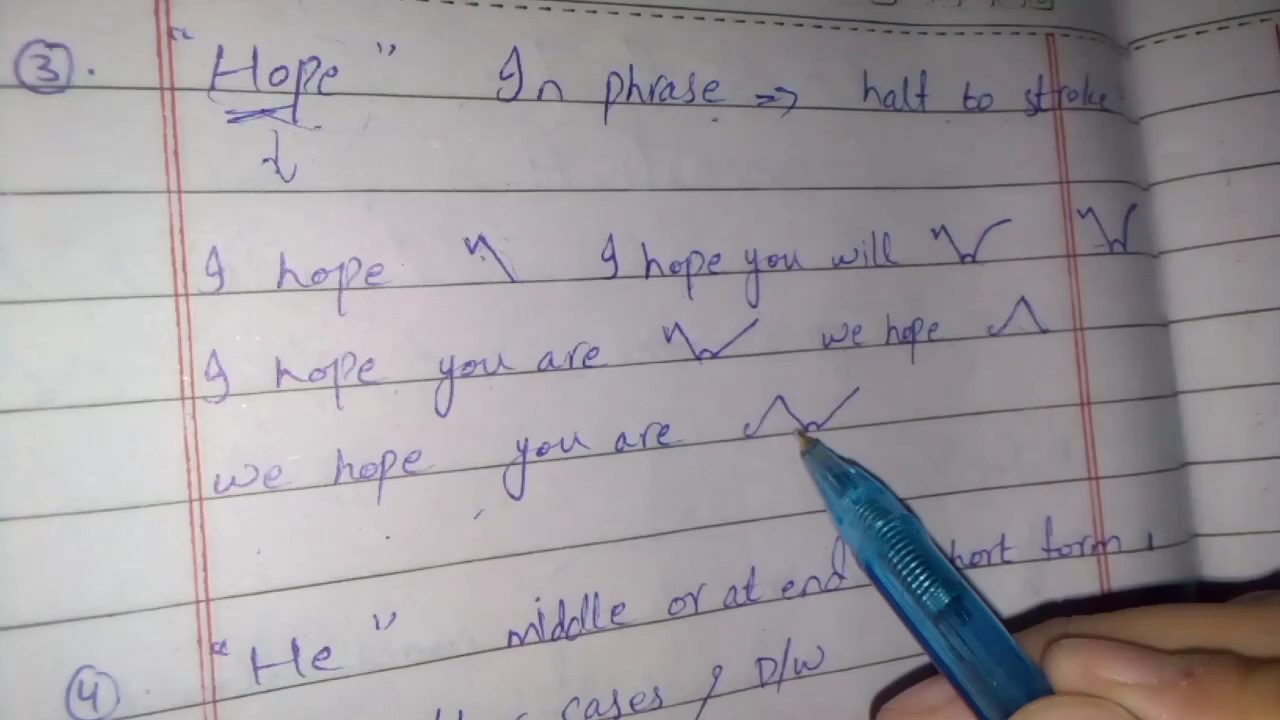 3. "Hope" In phrase => half to stroke
I hope I hope you will
I hope you are we hope
we hope you are
4 "He" middle or at end short form,
cases D/W